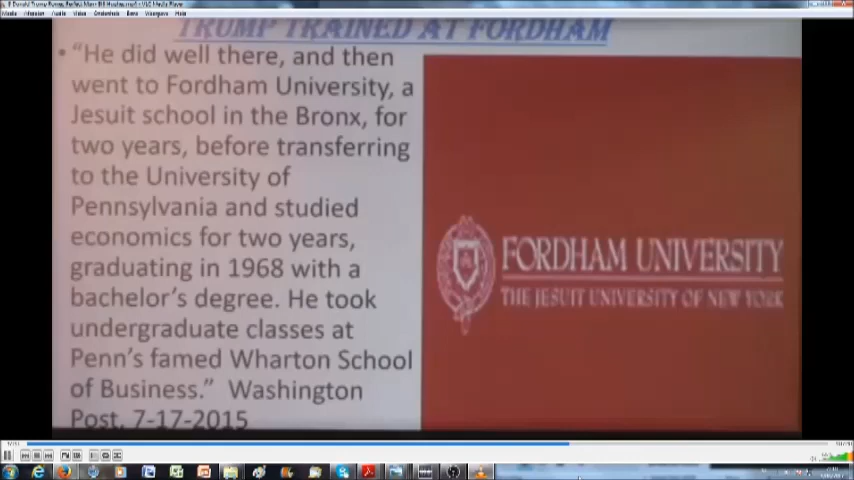 TRUMP TRAINED AT FORDHAM
• “He did well there, and then
went to Fordham University, a
Jesuit school in the Bronx, for
two years, before transferring
to the University of
Pennsylvania and studied
economics for two years,
graduating in 1968 with a
bachelor’s degree. He took
undergraduate classes at
Penn’s famed Wharton School
of Business.” Washington
Post, 7-17-2015
FORDHAM UNIVERSITY
THE JESUIT UNIVERSITY OF NEW YORK